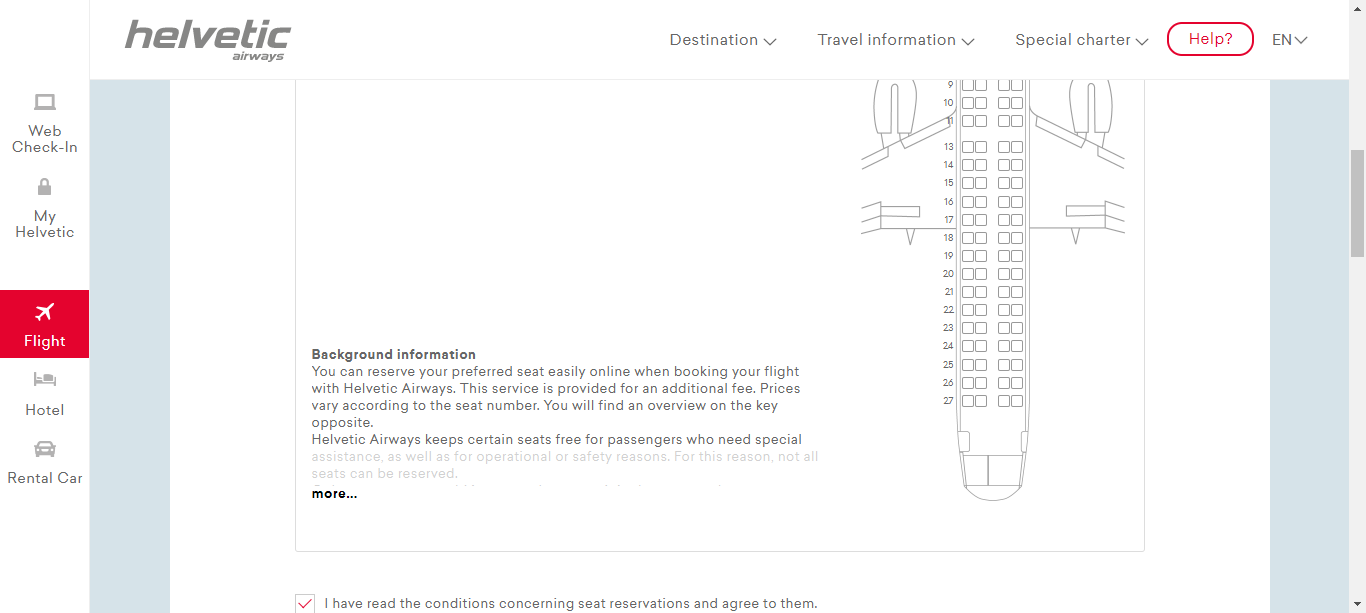 helvetic
airways
Destination
Travel information
Special charter
Help?
EN
Web
Check-In
My
Helvetic
Flight
Hotel
Rental Car
9
10
11
13
14
15
16
17
18
19
20
21
22
23
24
25
26
27
Background information
You can reserve your preferred seat easily online when booking your flight
with Helvetic Airways. This service is provided for an additional fee. Prices
vary according to the seat number. You will find an overview on the key
opposite.
Helvetic Airways keeps certain seats free for passengers who need special
assistance, as well as for operational or safety reasons. For this reason, not all
seats can be reserved.
more...
I have read the conditions concerning seat reservations and agree to them.